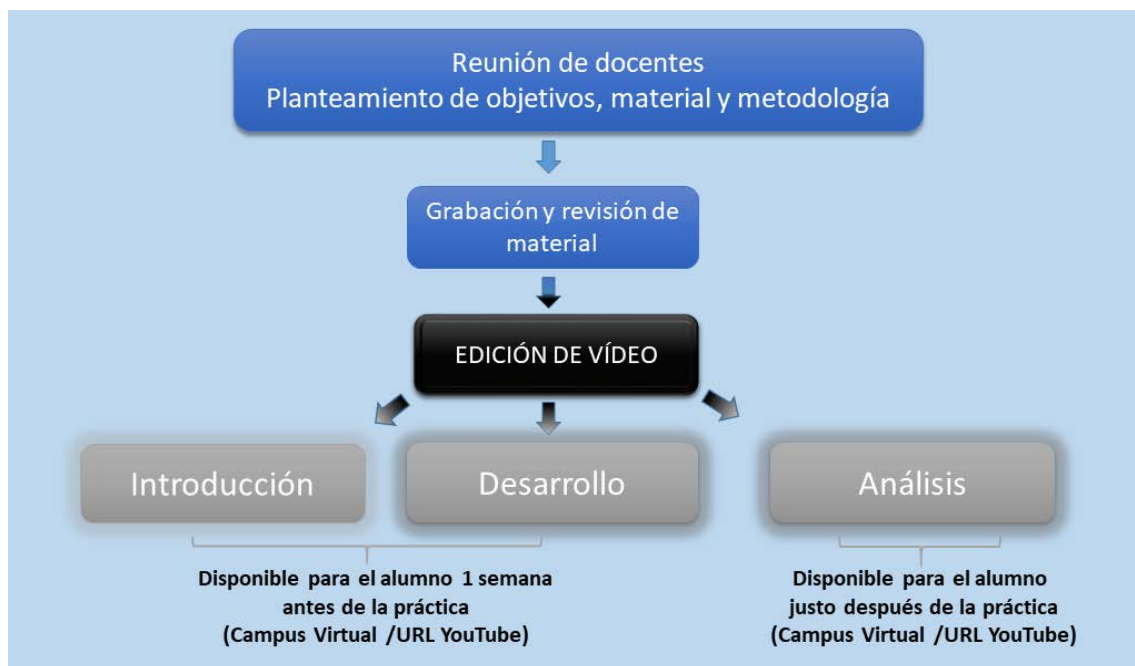 Reunión de docentes
Planteamiento de objetivos, material y metodología
Grabación y revisión de
material
EDICIÓN DE VÍDEO
Introducción
Desarrollo
Análisis
Disponible para el alumno 1 semana
antes de la práctica
(Campus Virtual /URL YouTube)
Disponible para el alumno
justo después de la práctica
(Campus Virtual /URL YouTube)